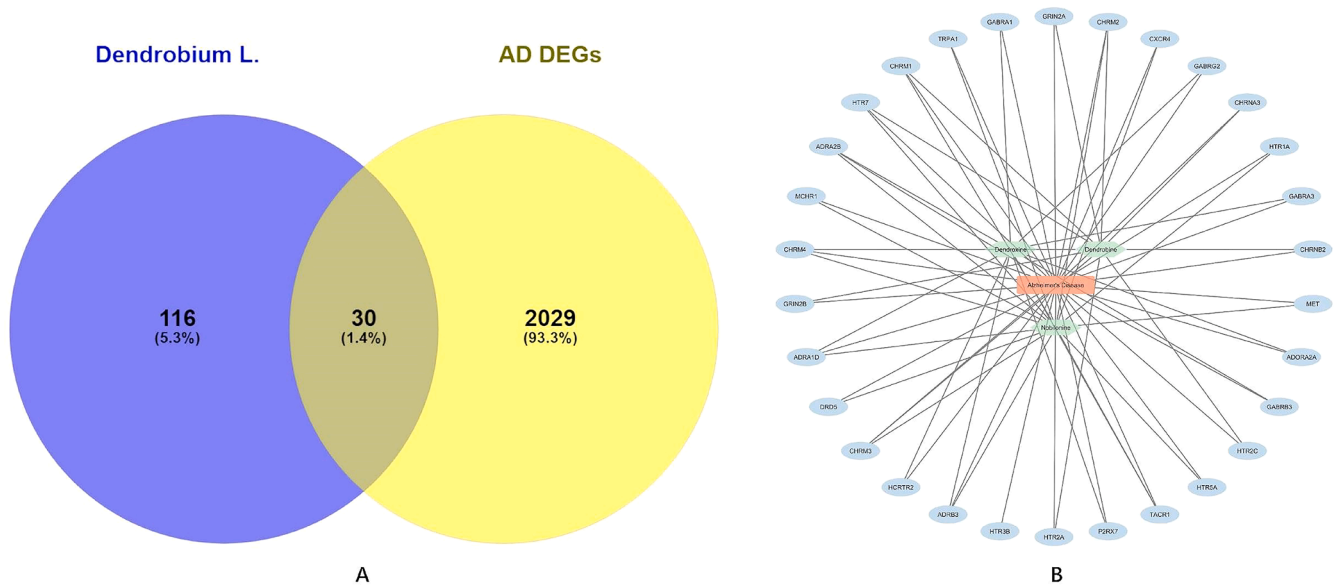 Dendrobium L.
AD DEGs
116
(5.3%)
30
(1.4%)
2029
(93.3%)
A
GRIN2A
GABRA1
CHRM2
TRPA1
CXCR4
CHRM1
GABRG2
HTR7
CHRNA3
ADRA2B
HTR1A
MCHR1
GABRA3
CHRM4
Dendroxine
Dendrobine
CHRNB2
Alzheimer's Disease
GRIN2B
MET
Nobilonine
ADRA1D
ADORA2A
DRD5
GABRB3
CHRM3
HTR2C
HCRTR2
HTR5A
ADRB3
TACR1
HTR3B
HTR2A
P2RX7
B